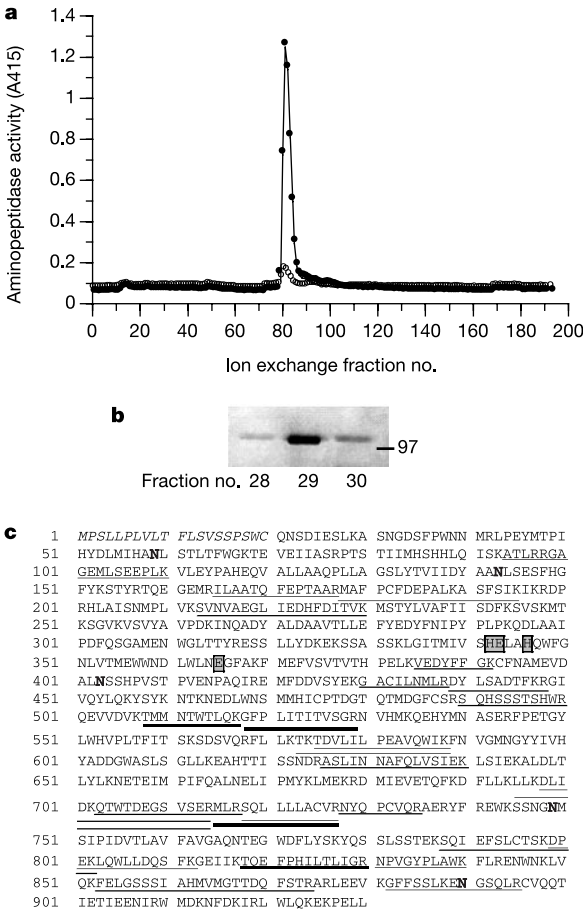 a
Aminopeptidase activity (A415)
1.4
1.2
1
0.8
0.6
0.4
0.2
0
0 20 40 60 80 100 120 140 160 180 200
Ion exchange fraction no.
b
97
Fraction no. 28 29 30
c
1 MPSLLPLVLT FLSVSSPSWC QNSDIESLKA SNGDSFPWNN MRLPEYMTPI
51 HYDLMIHANL STLTFWGKTE VEIIASRPTS TIIMHSHHLQ ISKATLRRGA
101 GEMLSEEPLK VLEYPAHEQV ALLAAQPLLA GSLYTVIIDY AANLSESFHG
151 FYKSTYRTQE GEMRILAATQ FEPTAARMAF PCFDEPALKA SFSIKIKRDP
201 RHLAISNMPL VKSVNVAEGL IEDHFDITVK MSTYLVAFII SDFKSVSKMT
251 KSGVKVSVYA VPDKINQADY ALDAAVTLLE FYEDYFNIPY PLPKQDLAAI
301 PDFQSGAMEN WGLTTYRESS LLYDKEKSSA SSKLGITMIV SHELAHQWFG
351 NLVTMEWWND LWLNEGFAKF MEFVSVTVTH PELKVEDYFF GKCFNAMEVD
401 ALNSSHPVST PVENPAQIRE MFDDVSYEKG ACILNMLRDY LSADTFKRGI
451 VQYLQKYSYK NTKNEDLWNS MMHICPTDGT QTMDGFCSRS QHSSSTSHWR
501 QEVVDVKTMM NTWTLQKGFP LITITVSGRN VHMKQEHYMN ASERFPETGY
551 LWHVPLTFIT SKSDSVQRFL LKTKTDVLIL PEAVQWIKFN VGMNGYYIVH
601 YADDGWASLS GLLKEAHTTI SSNDRASLIN NAFQLVSIEK LSIEKALDLT
651 LYLKNETEIM PIFQALNELI PMYKLMEKRD MIEVETQFKD FLLKLLKDLI
701 DKQTWTDEGS VSERMLRSQL LLLACVRNYQ PCVQRAERYF REWKSSNGNM
751 SIPIDVTLAV FAVGAQNTEG WDFLYSKYQS SLSSTEKSQI EFSLCTSKDP
801 EKLQWLLDQS FKGEIIKTQE FPHILTLIGR NPVGYPLAWK FLRENWNKLV
851 QKFELGSSSI AHMVMGTTDQ FSTRARLEEV KGFFSSLKEN GSQLRCVQQT
901 IETIEENIRW MDKNFDKIRL WLQKEKPELL